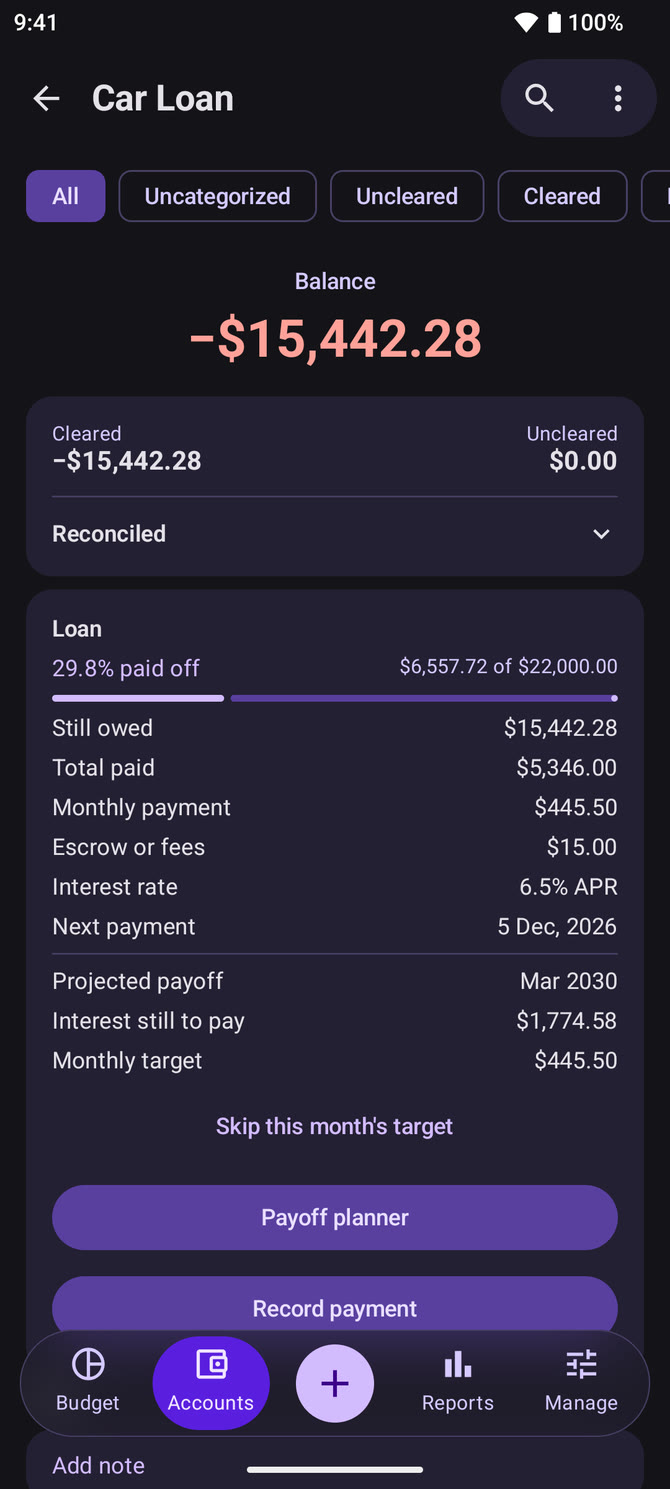 9:41 100%
Car Loan
All Uncategorized Uncleared Cleared
Balance
−$15,442.28
Cleared Uncleared
−$15,442.28 $0.00
Reconciled
Loan
29.8% paid off $6,557.72 of $22,000.00
Still owed $15,442.28
Total paid $5,346.00
Monthly payment $445.50
Escrow or fees $15.00
Interest rate 6.5% APR
Next payment 5 Dec, 2026
Projected payoff Mar 2030
Interest still to pay $1,774.58
Monthly target $445.50
Skip this month's target
Payoff planner
Record payment
Budget Accounts Reports Manage
Add note